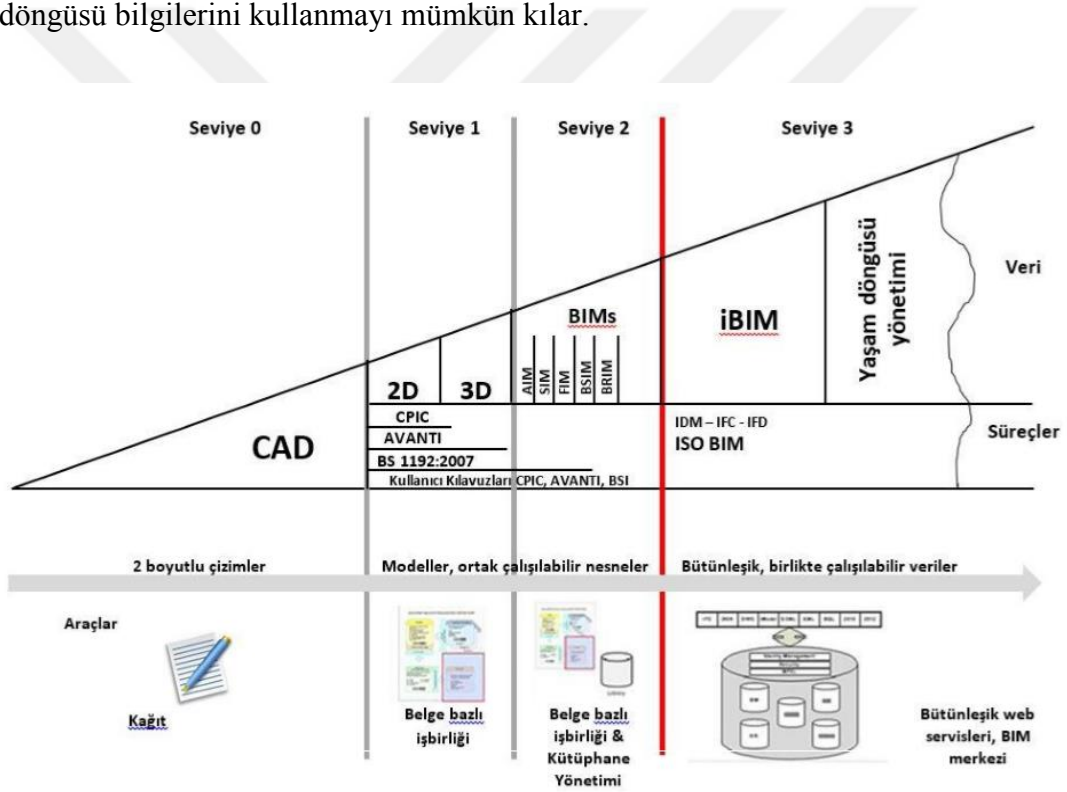 döngüsü bilgilerini kullanmayı mümkün kılar.
Seviye 0
Seviye 1
Seviye 2
Seviye 3
Veri
Süreçler
CAD
2D
3D
BIMs
AIM
SIM
FIM
BSIM
BRIM
iBIM
Yaşam döngüsü
yönetimi
CPIC
AVANTI
BS 1192:2007
Kullanıcı Kılavuzları CPIC, AVANTI, BSI
IDM – IFC - IFD
ISO BIM
2 boyutlu çizimler
Modeller, ortak çalışılabilir nesneler
Bütünleşik, birlikte çalışılabilir veriler
Araçlar
Kağıt
Belge bazlı
işbirliği
Belge bazlı
işbirliği &
Kütüphane
Yönetimi
Bütünleşik web
servisleri, BIM
merkezi